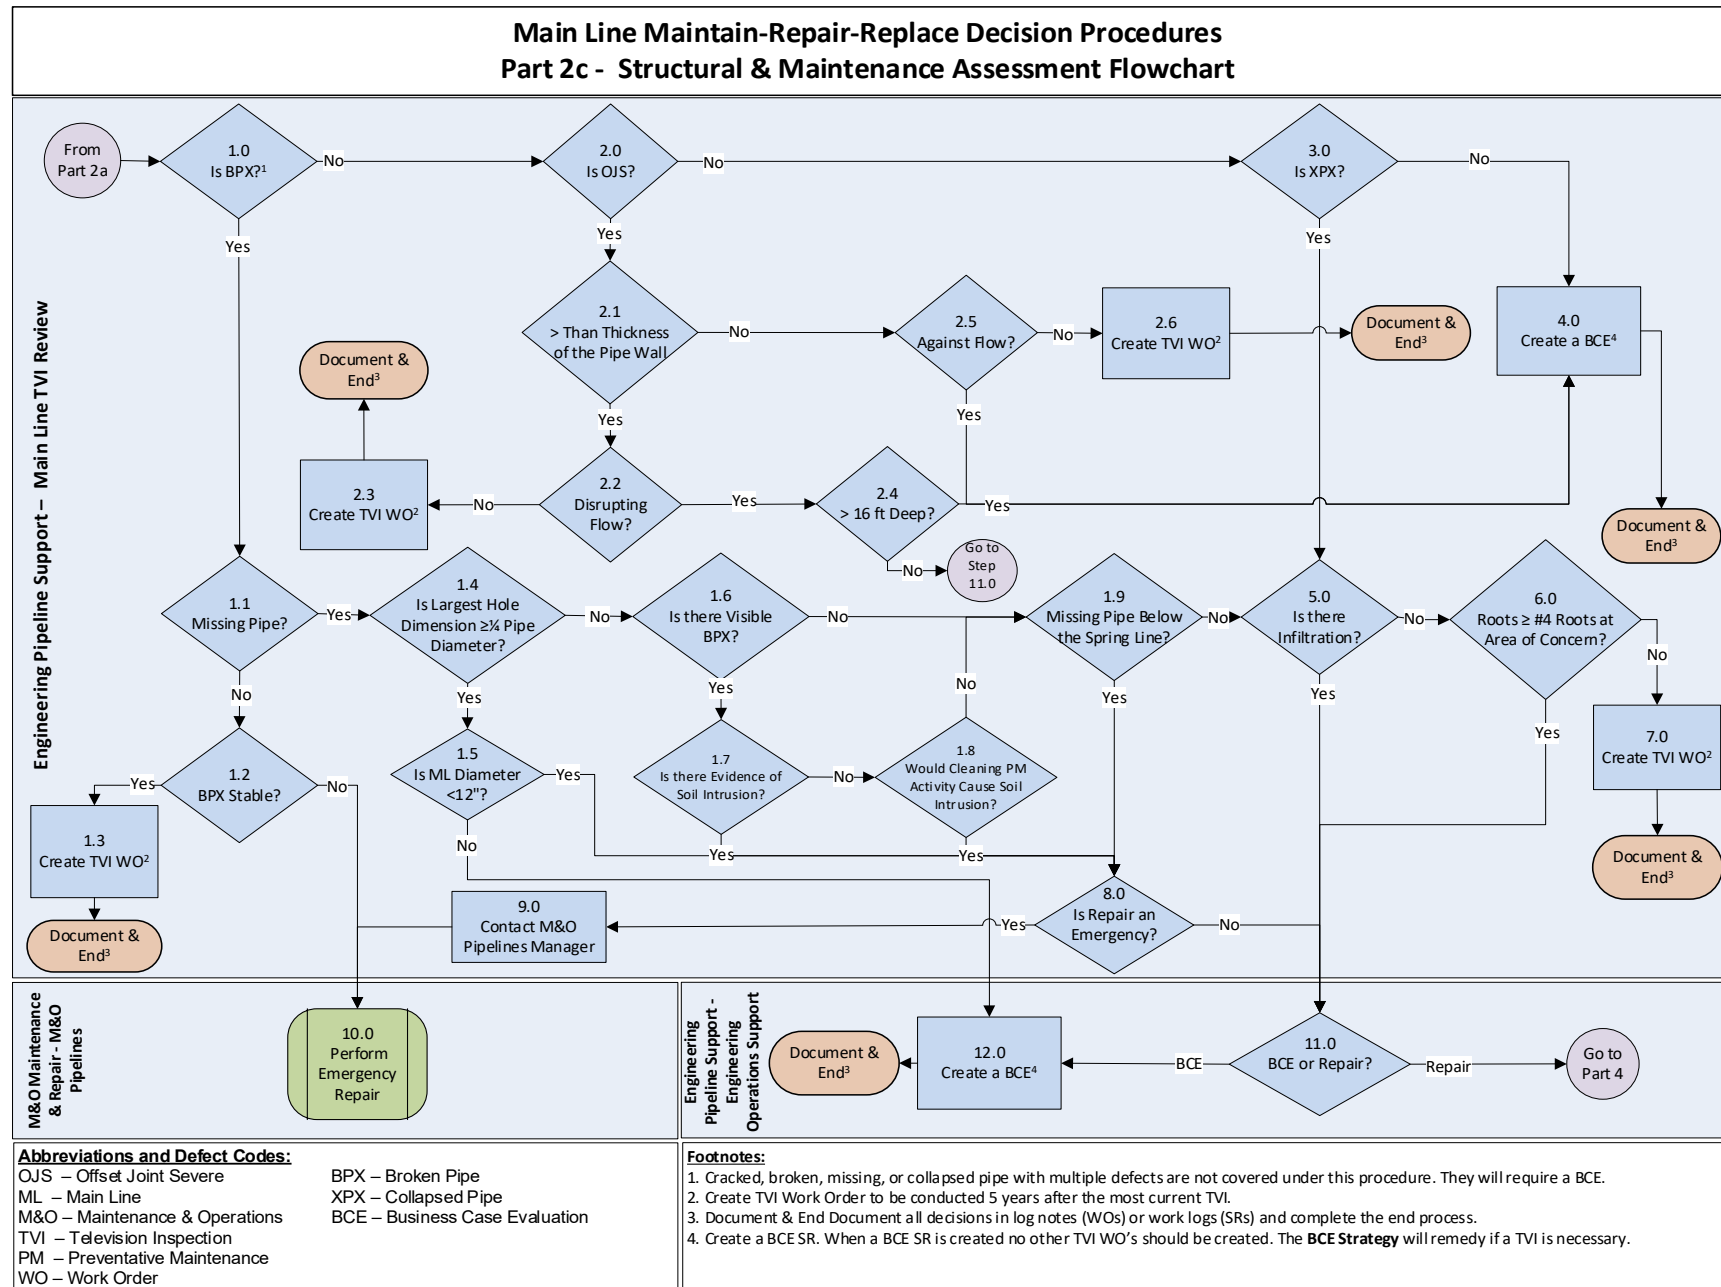 Main Line Maintain-Repair-Replace Decision Procedures
Part 2c - Structural & Maintenance Assessment Flowchart
Engineering Pipeline Support – Main Line TVI Review
From
Part 2a
1.0
Is BPX?¹
No
Yes
2.0
Is OJS?
No
Yes
3.0
Is XPX?
No
Yes
2.1
> Than Thickness
of the Pipe Wall
No
Yes
2.5
Against Flow?
No
Yes
2.6
Create TVI WO²
Document &
End³
4.0
Create a BCE⁴
Document &
End³
Document &
End³
2.3
Create TVI WO²
No
2.2
Disrupting
Flow?
Yes
2.4
> 16 ft Deep?
Yes
No
Go to
Step
11.0
1.1
Missing Pipe?
Yes
No
1.4
Is Largest Hole
Dimension ≥¼ Pipe
Diameter?
No
Yes
1.6
Is there Visible
BPX?
No
Yes
1.9
Missing Pipe Below
the Spring Line?
No
Yes
5.0
Is there
Infiltration?
No
Yes
6.0
Roots ≥ #4 Roots at
Area of Concern?
No
Yes
7.0
Create TVI WO²
Document &
End³
1.2
BPX Stable?
Yes
No
1.3
Create TVI WO²
Document &
End³
1.5
Is ML Diameter
<12"?
Yes
No
1.7
Is there Evidence of
Soil Intrusion?
No
Yes
1.8
Would Cleaning PM
Activity Cause Soil
Intrusion?
No
Yes
8.0
Is Repair an
Emergency?
Yes
No
9.0
Contact M&O
Pipelines Manager
M&O Maintenance
& Repair - M&O
Pipelines
10.0
Perform
Emergency
Repair
Engineering
Pipeline Support -
Engineering
Operations Support
Document &
End³
12.0
Create a BCE⁴
BCE
11.0
BCE or Repair?
Repair
Go to
Part 4
Abbreviations and Defect Codes:
OJS – Offset Joint Severe
ML – Main Line
M&O – Maintenance & Operations
TVI – Television Inspection
PM – Preventative Maintenance
WO – Work Order
BPX – Broken Pipe
XPX – Collapsed Pipe
BCE – Business Case Evaluation
Footnotes:
1. Cracked, broken, missing, or collapsed pipe with multiple defects are not covered under this procedure. They will require a BCE.
2. Create TVI Work Order to be conducted 5 years after the most current TVI.
3. Document & End Document all decisions in log notes (WOs) or work logs (SRs) and complete the end process.
4. Create a BCE SR. When a BCE SR is created no other TVI WO's should be created. The BCE Strategy will remedy if a TVI is necessary.